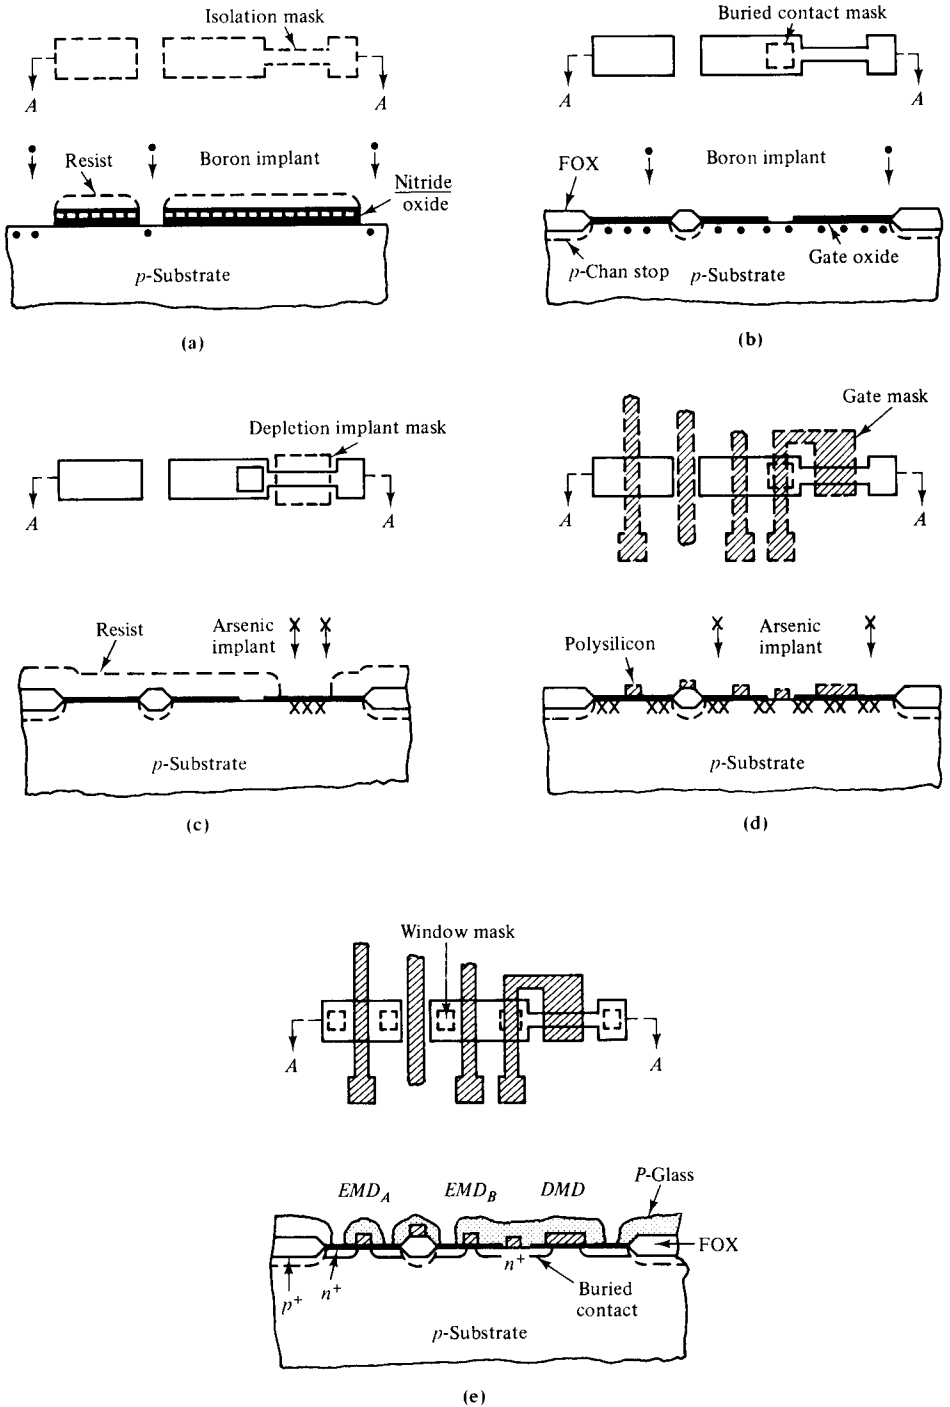 Isolation mask
A
A
Resist
Boron implant
Nitride
oxide
p-Substrate
(a)
Buried contact mask
A
A
FOX
Boron implant
p-Chan stop
p-Substrate
Gate oxide
(b)
Depletion implant mask
A
A
Resist
Arsenic
implant
p-Substrate
(c)
Gate mask
A
A
Polysilicon
Arsenic
implant
p-Substrate
(d)
Window mask
A
A
EMD_A
EMD_B
DMD
P-Glass
FOX
p+
n+
n+
Buried
contact
p-Substrate
(e)